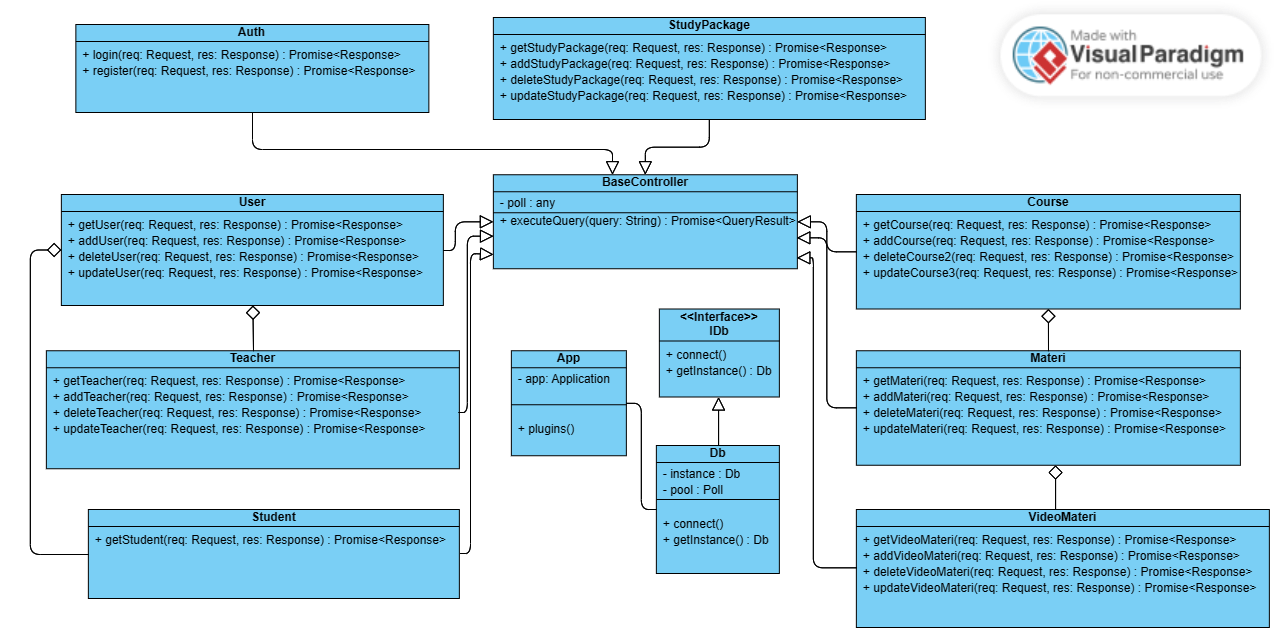 Auth
+ login(req: Request, res: Response) : Promise<Response>
+ register(req: Request, res: Response) : Promise<Response>
StudyPackage
+ getStudyPackage(req: Request, res: Response) : Promise<Response>
+ addStudyPackage(req: Request, res: Response) : Promise<Response>
+ deleteStudyPackage(req: Request, res: Response) : Promise<Response>
+ updateStudyPackage(req: Request, res: Response) : Promise<Response>
Made with
Visual Paradigm
For non-commercial use
BaseController
- poll : any
+ executeQuery(query: String) : Promise<QueryResult>
User
+ getUser(req: Request, res: Response) : Promise<Response>
+ addUser(req: Request, res: Response) : Promise<Response>
+ deleteUser(req: Request, res: Response) : Promise<Response>
+ updateUser(req: Request, res: Response) : Promise<Response>
Course
+ getCourse(req: Request, res: Response) : Promise<Response>
+ addCourse(req: Request, res: Response) : Promise<Response>
+ deleteCourse2(req: Request, res: Response) : Promise<Response>
+ updateCourse3(req: Request, res: Response) : Promise<Response>
Teacher
+ getTeacher(req: Request, res: Response) : Promise<Response>
+ addTeacher(req: Request, res: Response) : Promise<Response>
+ deleteTeacher(req: Request, res: Response) : Promise<Response>
+ updateTeacher(req: Request, res: Response) : Promise<Response>
App
- app: Application
+ plugins()
<<Interface>>
IDb
+ connect()
+ getInstance() : Db
Materi
+ getMateri(req: Request, res: Response) : Promise<Response>
+ addMateri(req: Request, res: Response) : Promise<Response>
+ deleteMateri(req: Request, res: Response) : Promise<Response>
+ updateMateri(req: Request, res: Response) : Promise<Response>
Db
- instance : Db
- pool : Poll
+ connect()
+ getInstance() : Db
Student
+ getStudent(req: Request, res: Response) : Promise<Response>
VideoMateri
+ getVideoMateri(req: Request, res: Response) : Promise<Response>
+ addVideoMateri(req: Request, res: Response) : Promise<Response>
+ deleteVideoMateri(req: Request, res: Response) : Promise<Response>
+ updateVideoMateri(req: Request, res: Response) : Promise<Response>